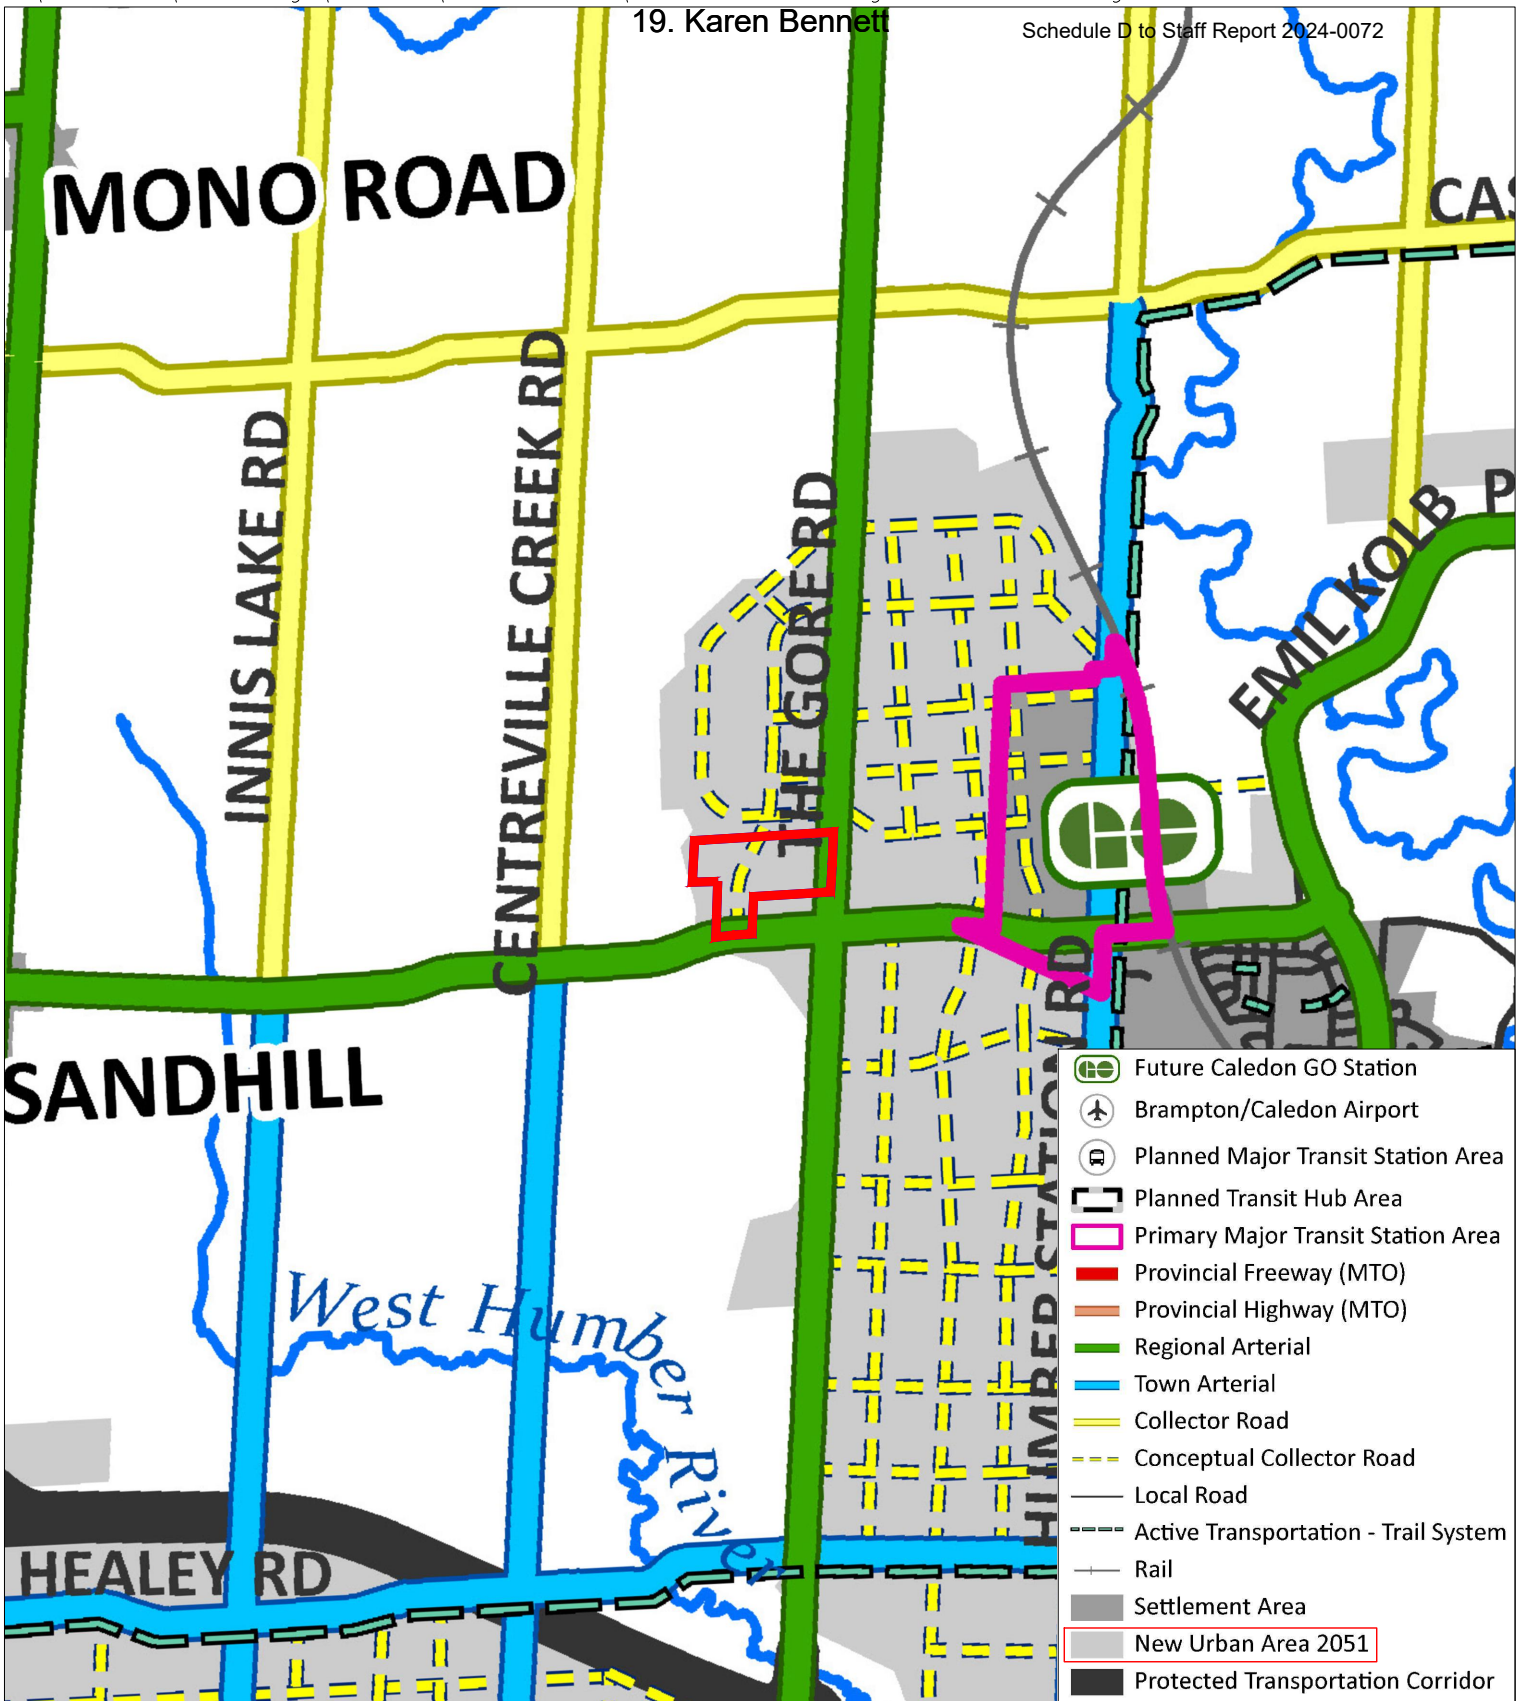 19. Karen Bennett
Schedule D to Staff Report 2024-0072
MONO ROAD
CAS
INNIS LAKE RD
CENTREVILLE CREEK RD
THE GORE RD
EMIL KOLB P
GO
HUMBER STATION RD
SANDHILL
West Humber River
HEALEY RD
Future Caledon GO Station
Brampton/Caledon Airport
Planned Major Transit Station Area
Planned Transit Hub Area
Primary Major Transit Station Area
Provincial Freeway (MTO)
Provincial Highway (MTO)
Regional Arterial
Town Arterial
Collector Road
Conceptual Collector Road
Local Road
Active Transportation - Trail System
Rail
Settlement Area
New Urban Area 2051
Protected Transportation Corridor